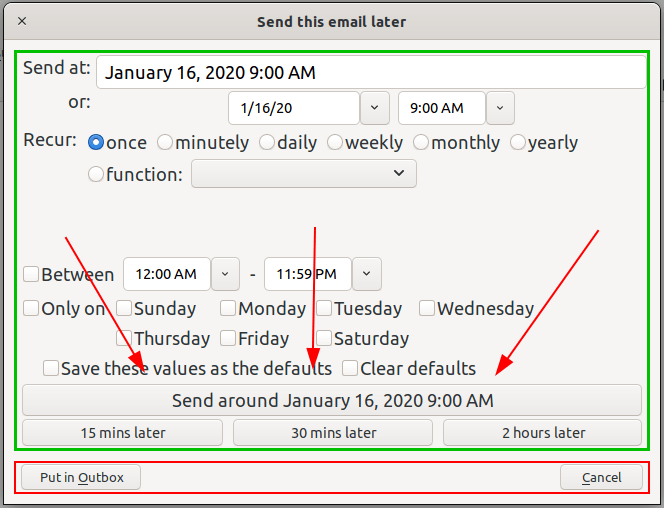 Send this email later
Send at: January 16, 2020 9:00 AM
or: 1/16/20 9:00 AM
Recur: once minutely daily weekly monthly yearly
function:
Between 12:00 AM - 11:59 PM
Only on Sunday Monday Tuesday Wednesday
Thursday Friday Saturday
Save these values as the defaults Clear defaults
Send around January 16, 2020 9:00 AM
15 mins later 30 mins later 2 hours later
Put in Outbox Cancel